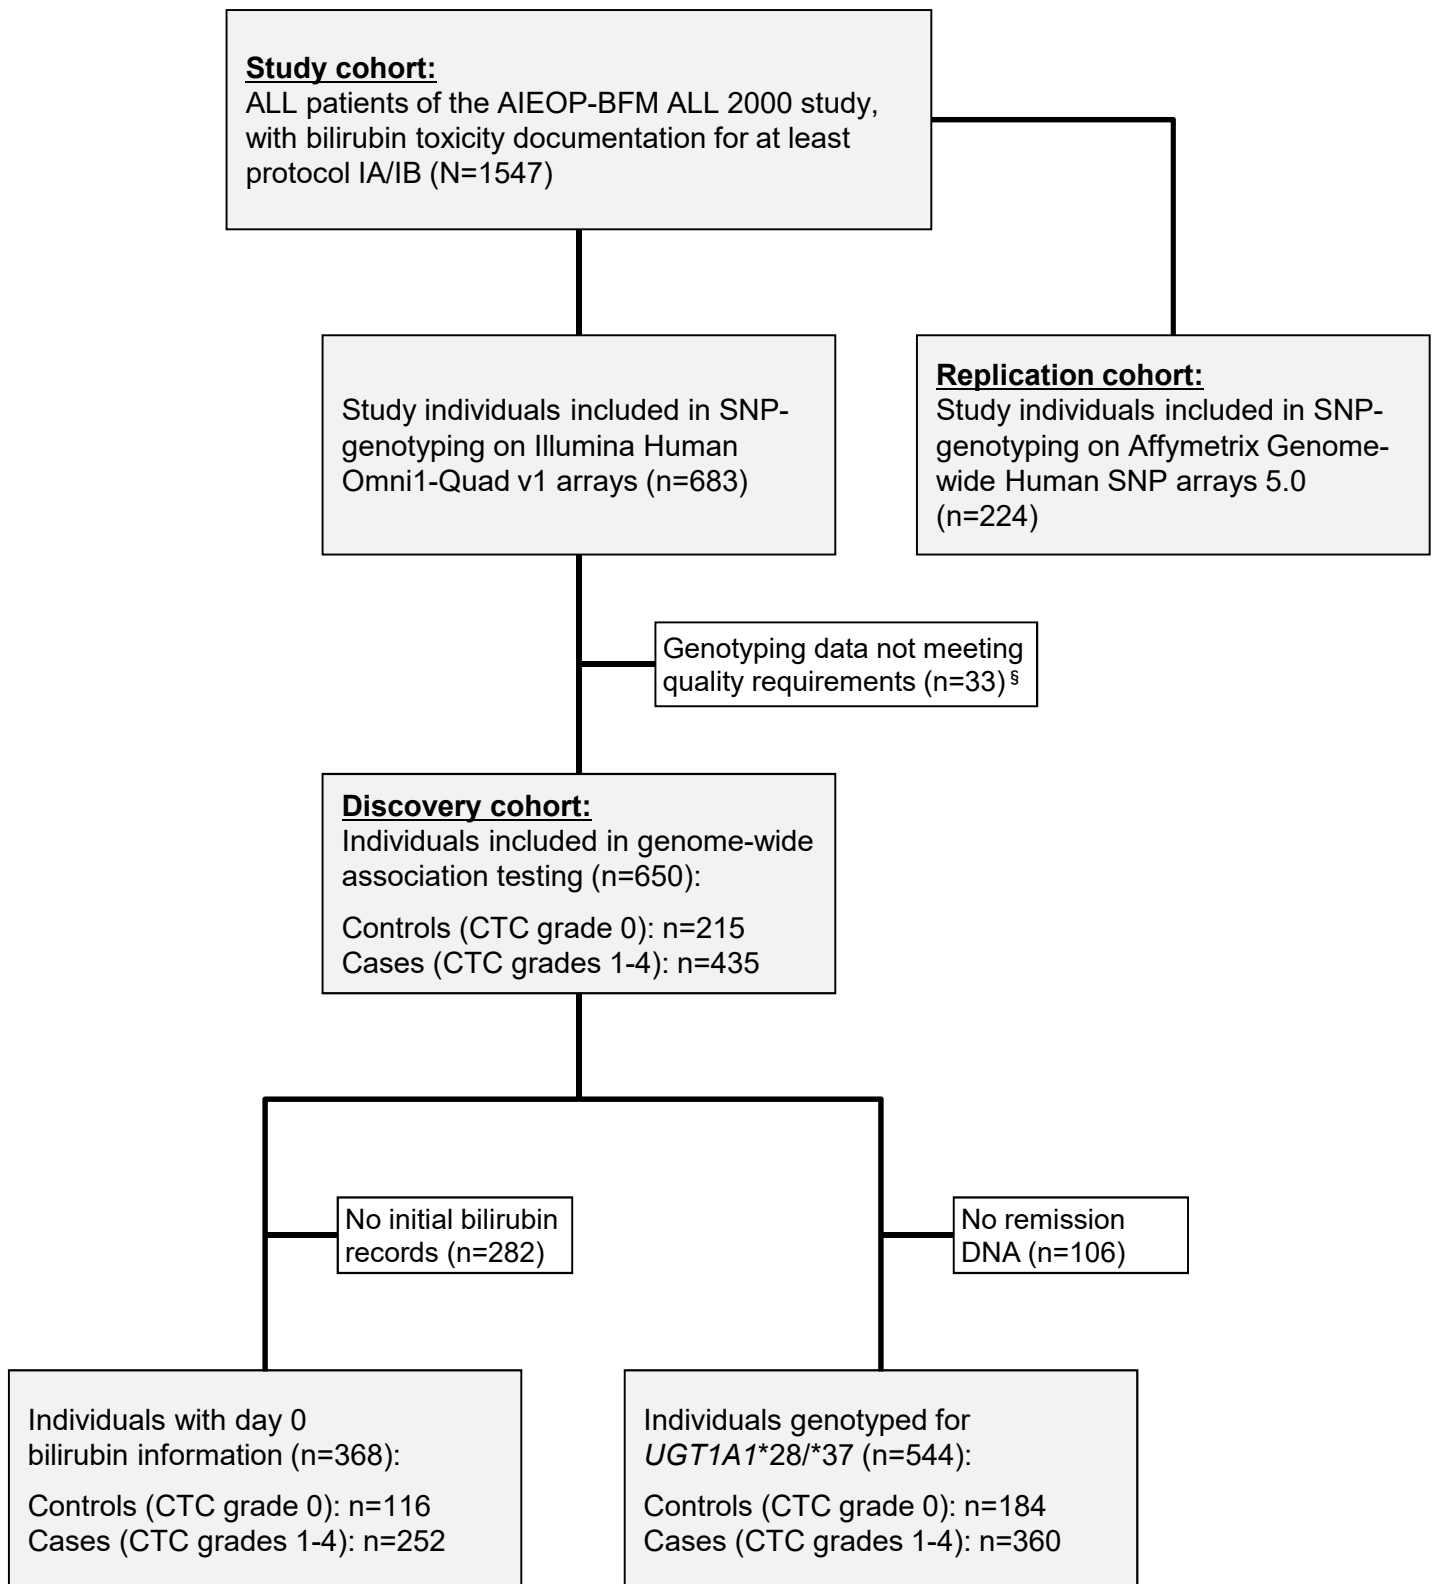 Study cohort:
ALL patients of the AIEOP-BFM ALL 2000 study,
with bilirubin toxicity documentation for at least
protocol IA/IB (N=1547)
Study individuals included in SNP-
genotyping on Illumina Human
Omni1-Quad v1 arrays (n=683)
Replication cohort:
Study individuals included in SNP-
genotyping on Affymetrix Genome-
wide Human SNP arrays 5.0
(n=224)
Genotyping data not meeting
quality requirements (n=33) §
Discovery cohort:
Individuals included in genome-wide
association testing (n=650):
Controls (CTC grade 0): n=215
Cases (CTC grades 1-4): n=435
No initial bilirubin
records (n=282)
No remission
DNA (n=106)
Individuals with day 0
bilirubin information (n=368):
Controls (CTC grade 0): n=116
Cases (CTC grades 1-4): n=252
Individuals genotyped for
UGT1A1*28/*37 (n=544):
Controls (CTC grade 0): n=184
Cases (CTC grades 1-4): n=360